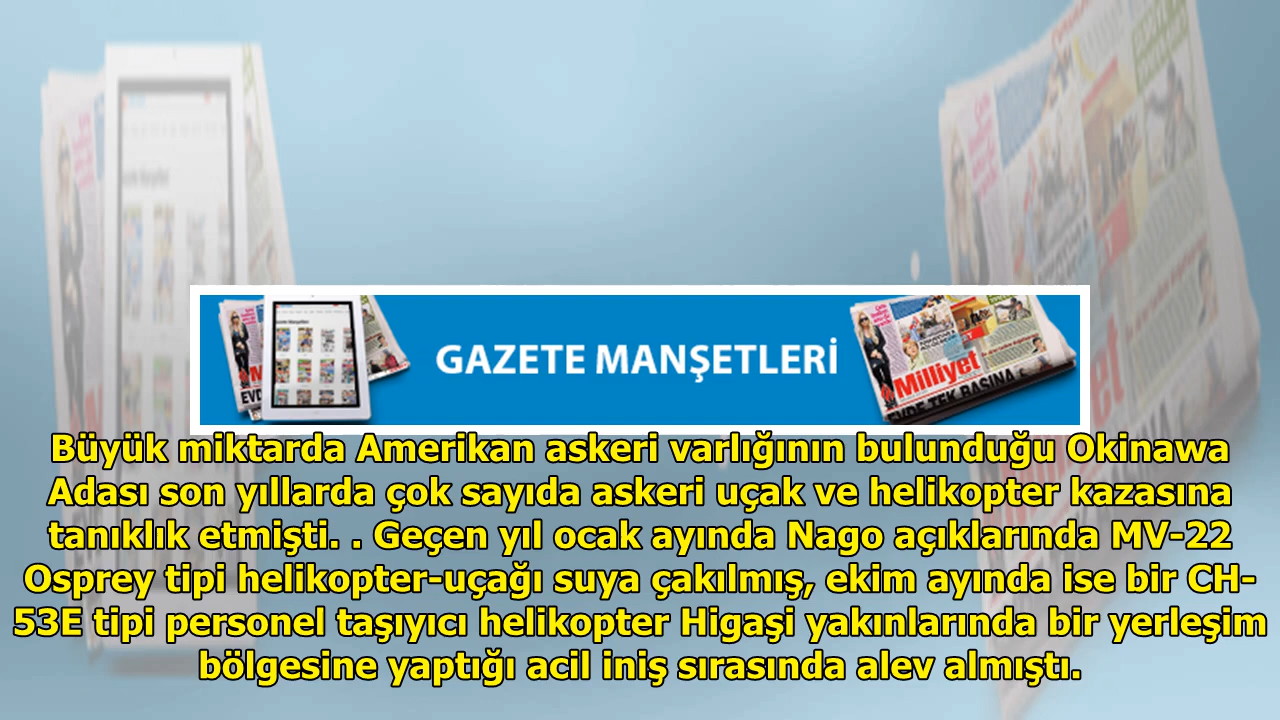 GAZETE MANŞETLERİ
Milliyet
EVDE TEK BAŞINA
Büyük miktarda Amerikan askeri varlığının bulunduğu Okinawa
Adası son yıllarda çok sayıda askeri uçak ve helikopter kazasına
tanıklık etmişti. . Geçen yıl ocak ayında Nago açıklarında MV-22
Osprey tipi helikopter-uçağı suya çakılmış, ekim ayında ise bir CH-
53E tipi personel taşıyıcı helikopter Higaşi yakınlarında bir yerleşim
bölgesine yaptığı acil iniş sırasında alev almıştı.